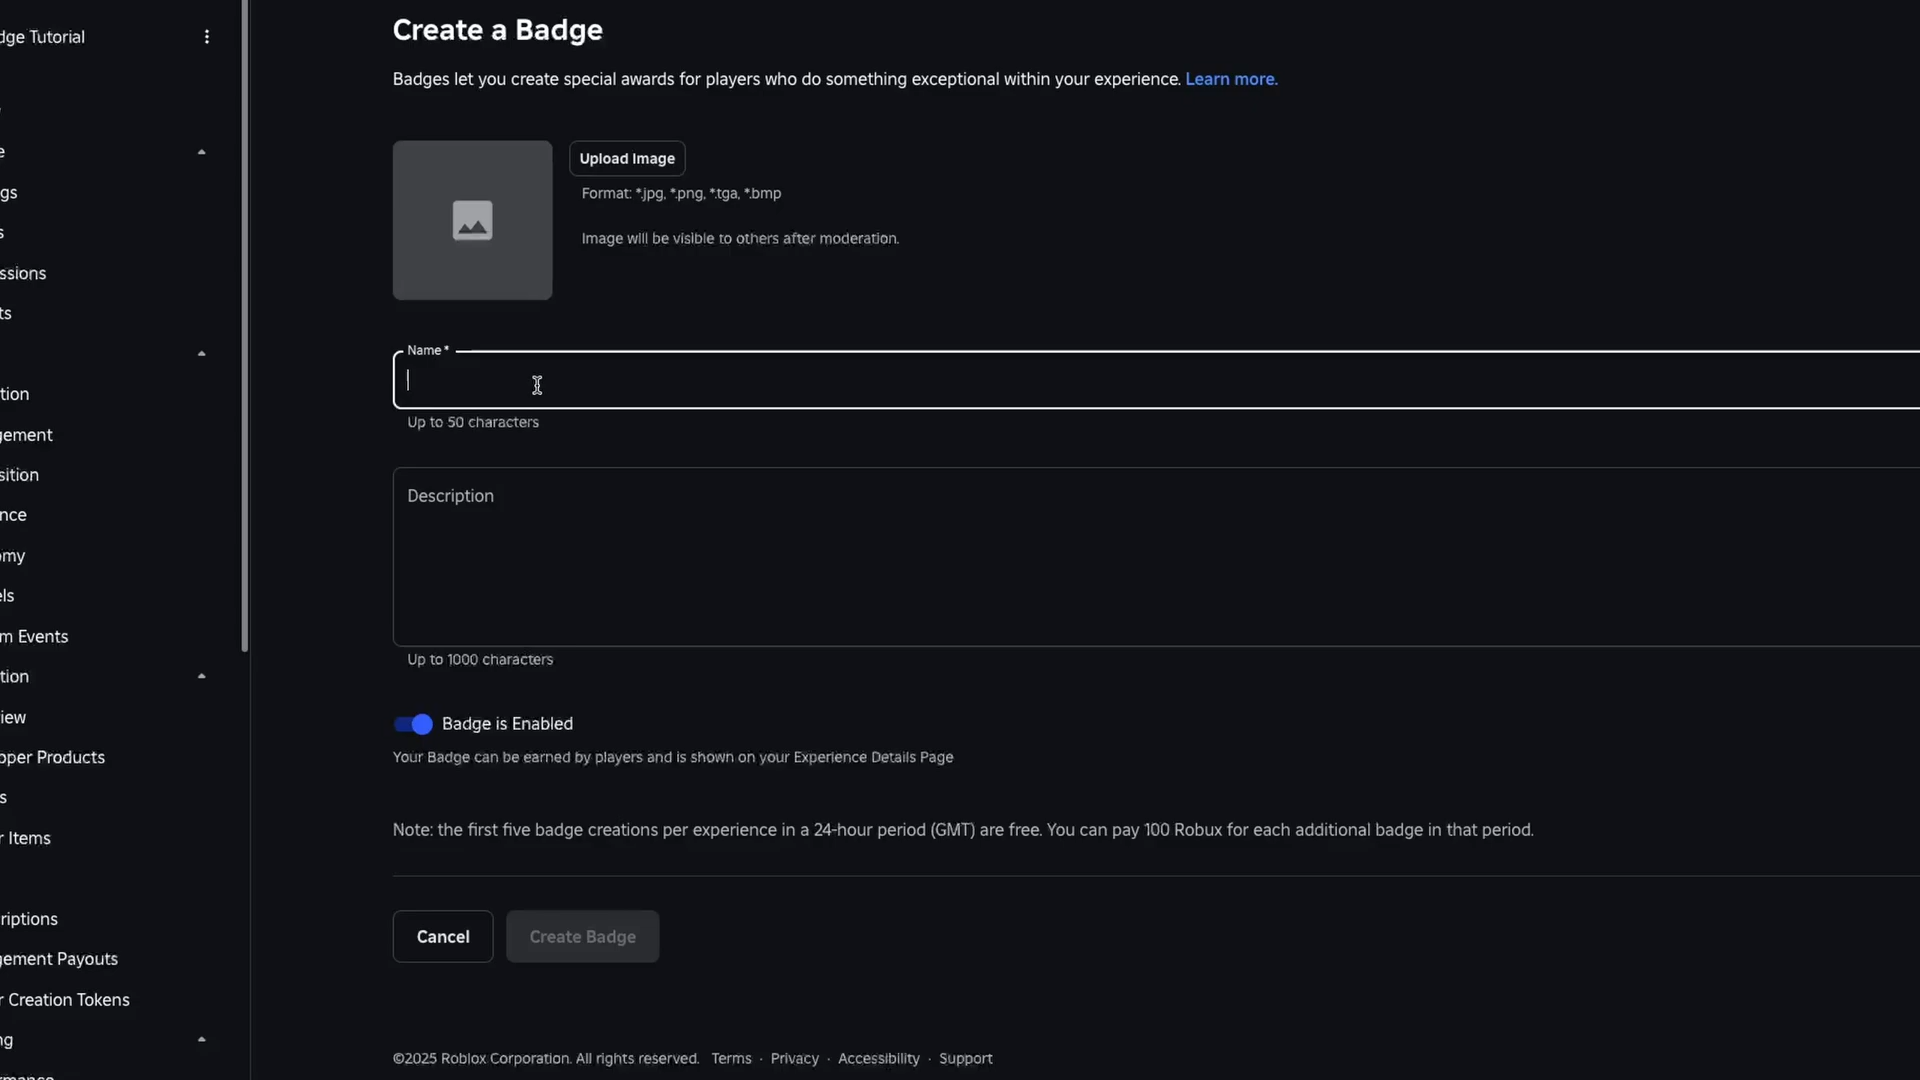 dge Tutorial
Create a Badge
Badges let you create special awards for players who do something exceptional within your experience. Learn more.
e
Upload Image
gs
Format: *.jpg, *.png, *.tga, *.bmp
s
Image will be visible to others after moderation.
ssions
ts
Name *
tion
Up to 50 characters
gement
sition
Description
nce
omy
els
m Events
Up to 1000 characters
tion
view
Badge is Enabled
pper Products
Your Badge can be earned by players and is shown on your Experience Details Page
s
Note: the first five badge creations per experience in a 24-hour period (GMT) are free. You can pay 100 Robux for each additional badge in that period.
r Items
riptions
Cancel
Create Badge
gement Payouts
r Creation Tokens
ng
©2025 Roblox Corporation. All rights reserved. Terms · Privacy · Accessibility · Support